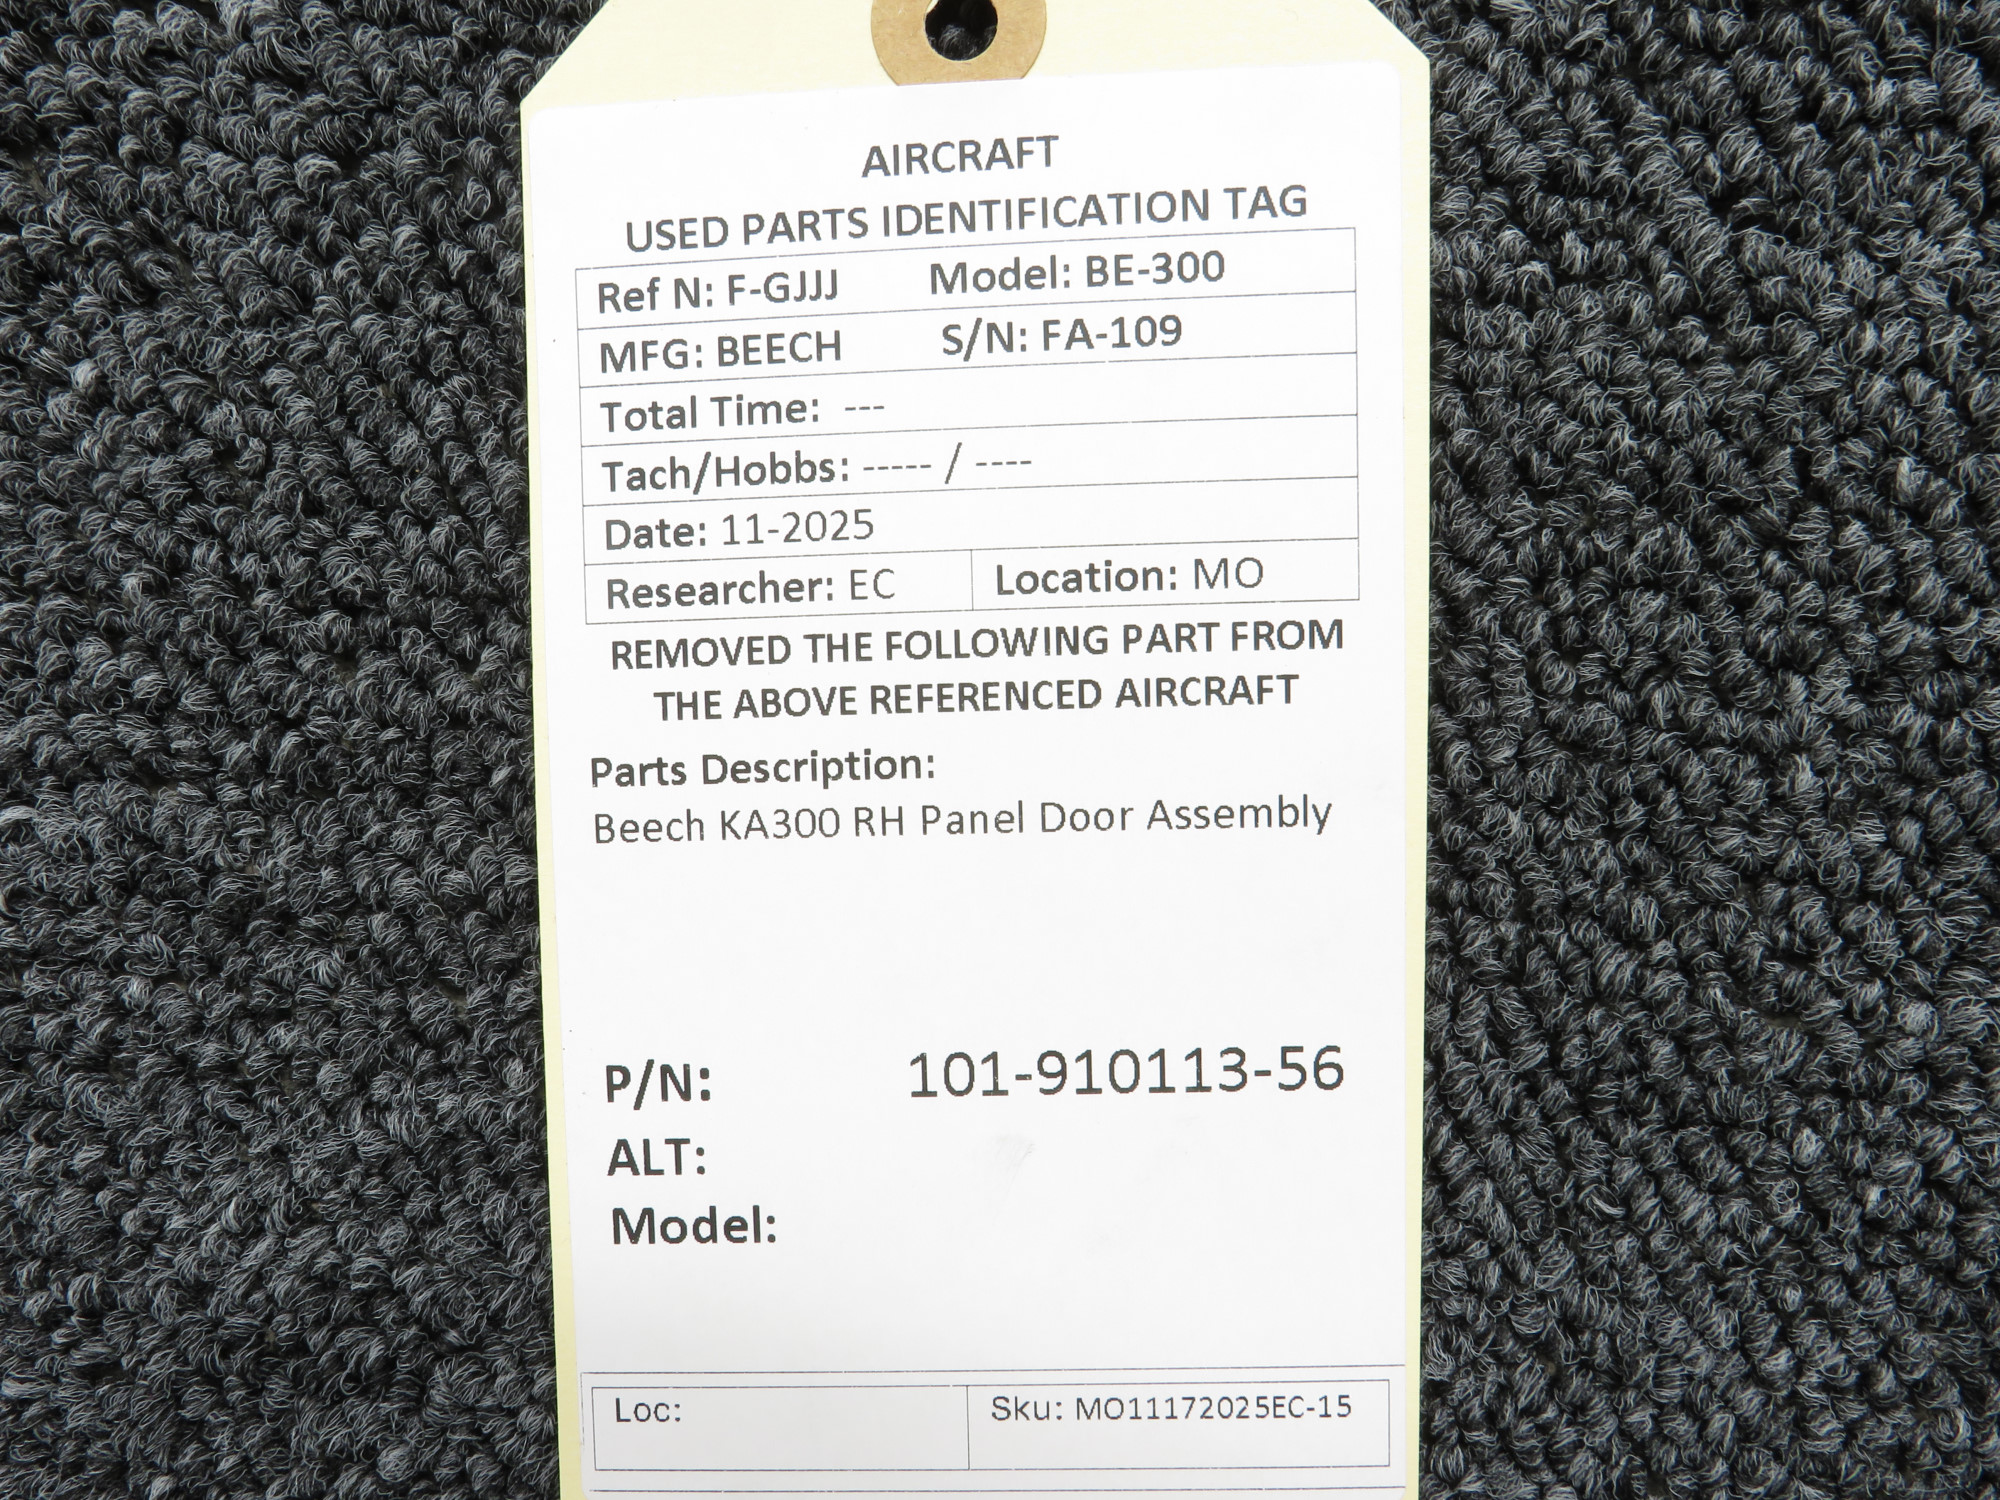 AIRCRAFT
USED PARTS IDENTIFICATION TAG
Ref N: F-GJJJ Model: BE-300
MFG: BEECH S/N: FA-109
Total Time: ---
Tach/Hobbs: ----- / ----
Date: 11-2025
Researcher: EC Location: MO
REMOVED THE FOLLOWING PART FROM
THE ABOVE REFERENCED AIRCRAFT
Parts Description:
Beech KA300 RH Panel Door Assembly
P/N: 101-910113-56
ALT:
Model:
Loc: Sku: MO11172025EC-15